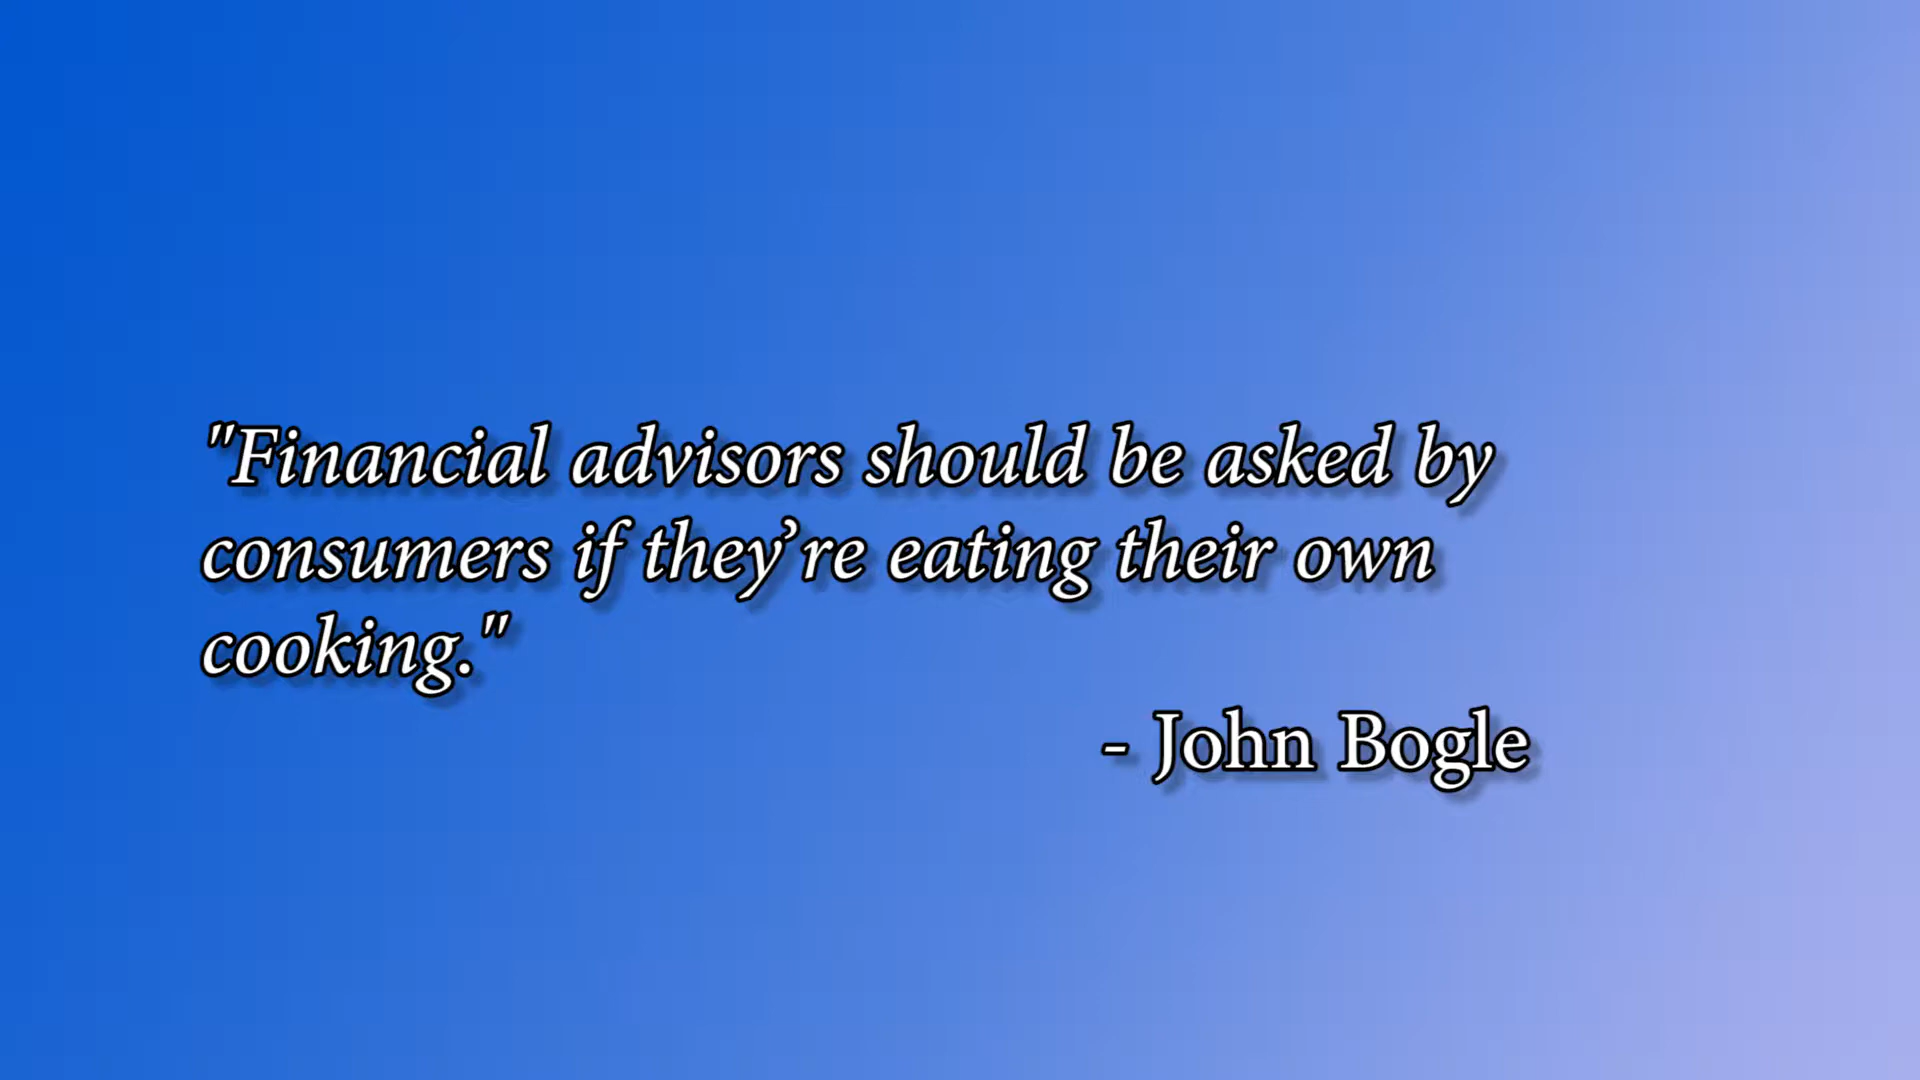 "Financial advisors should be asked by
consumers if they’re eating their own
cooking."
- John Bogle